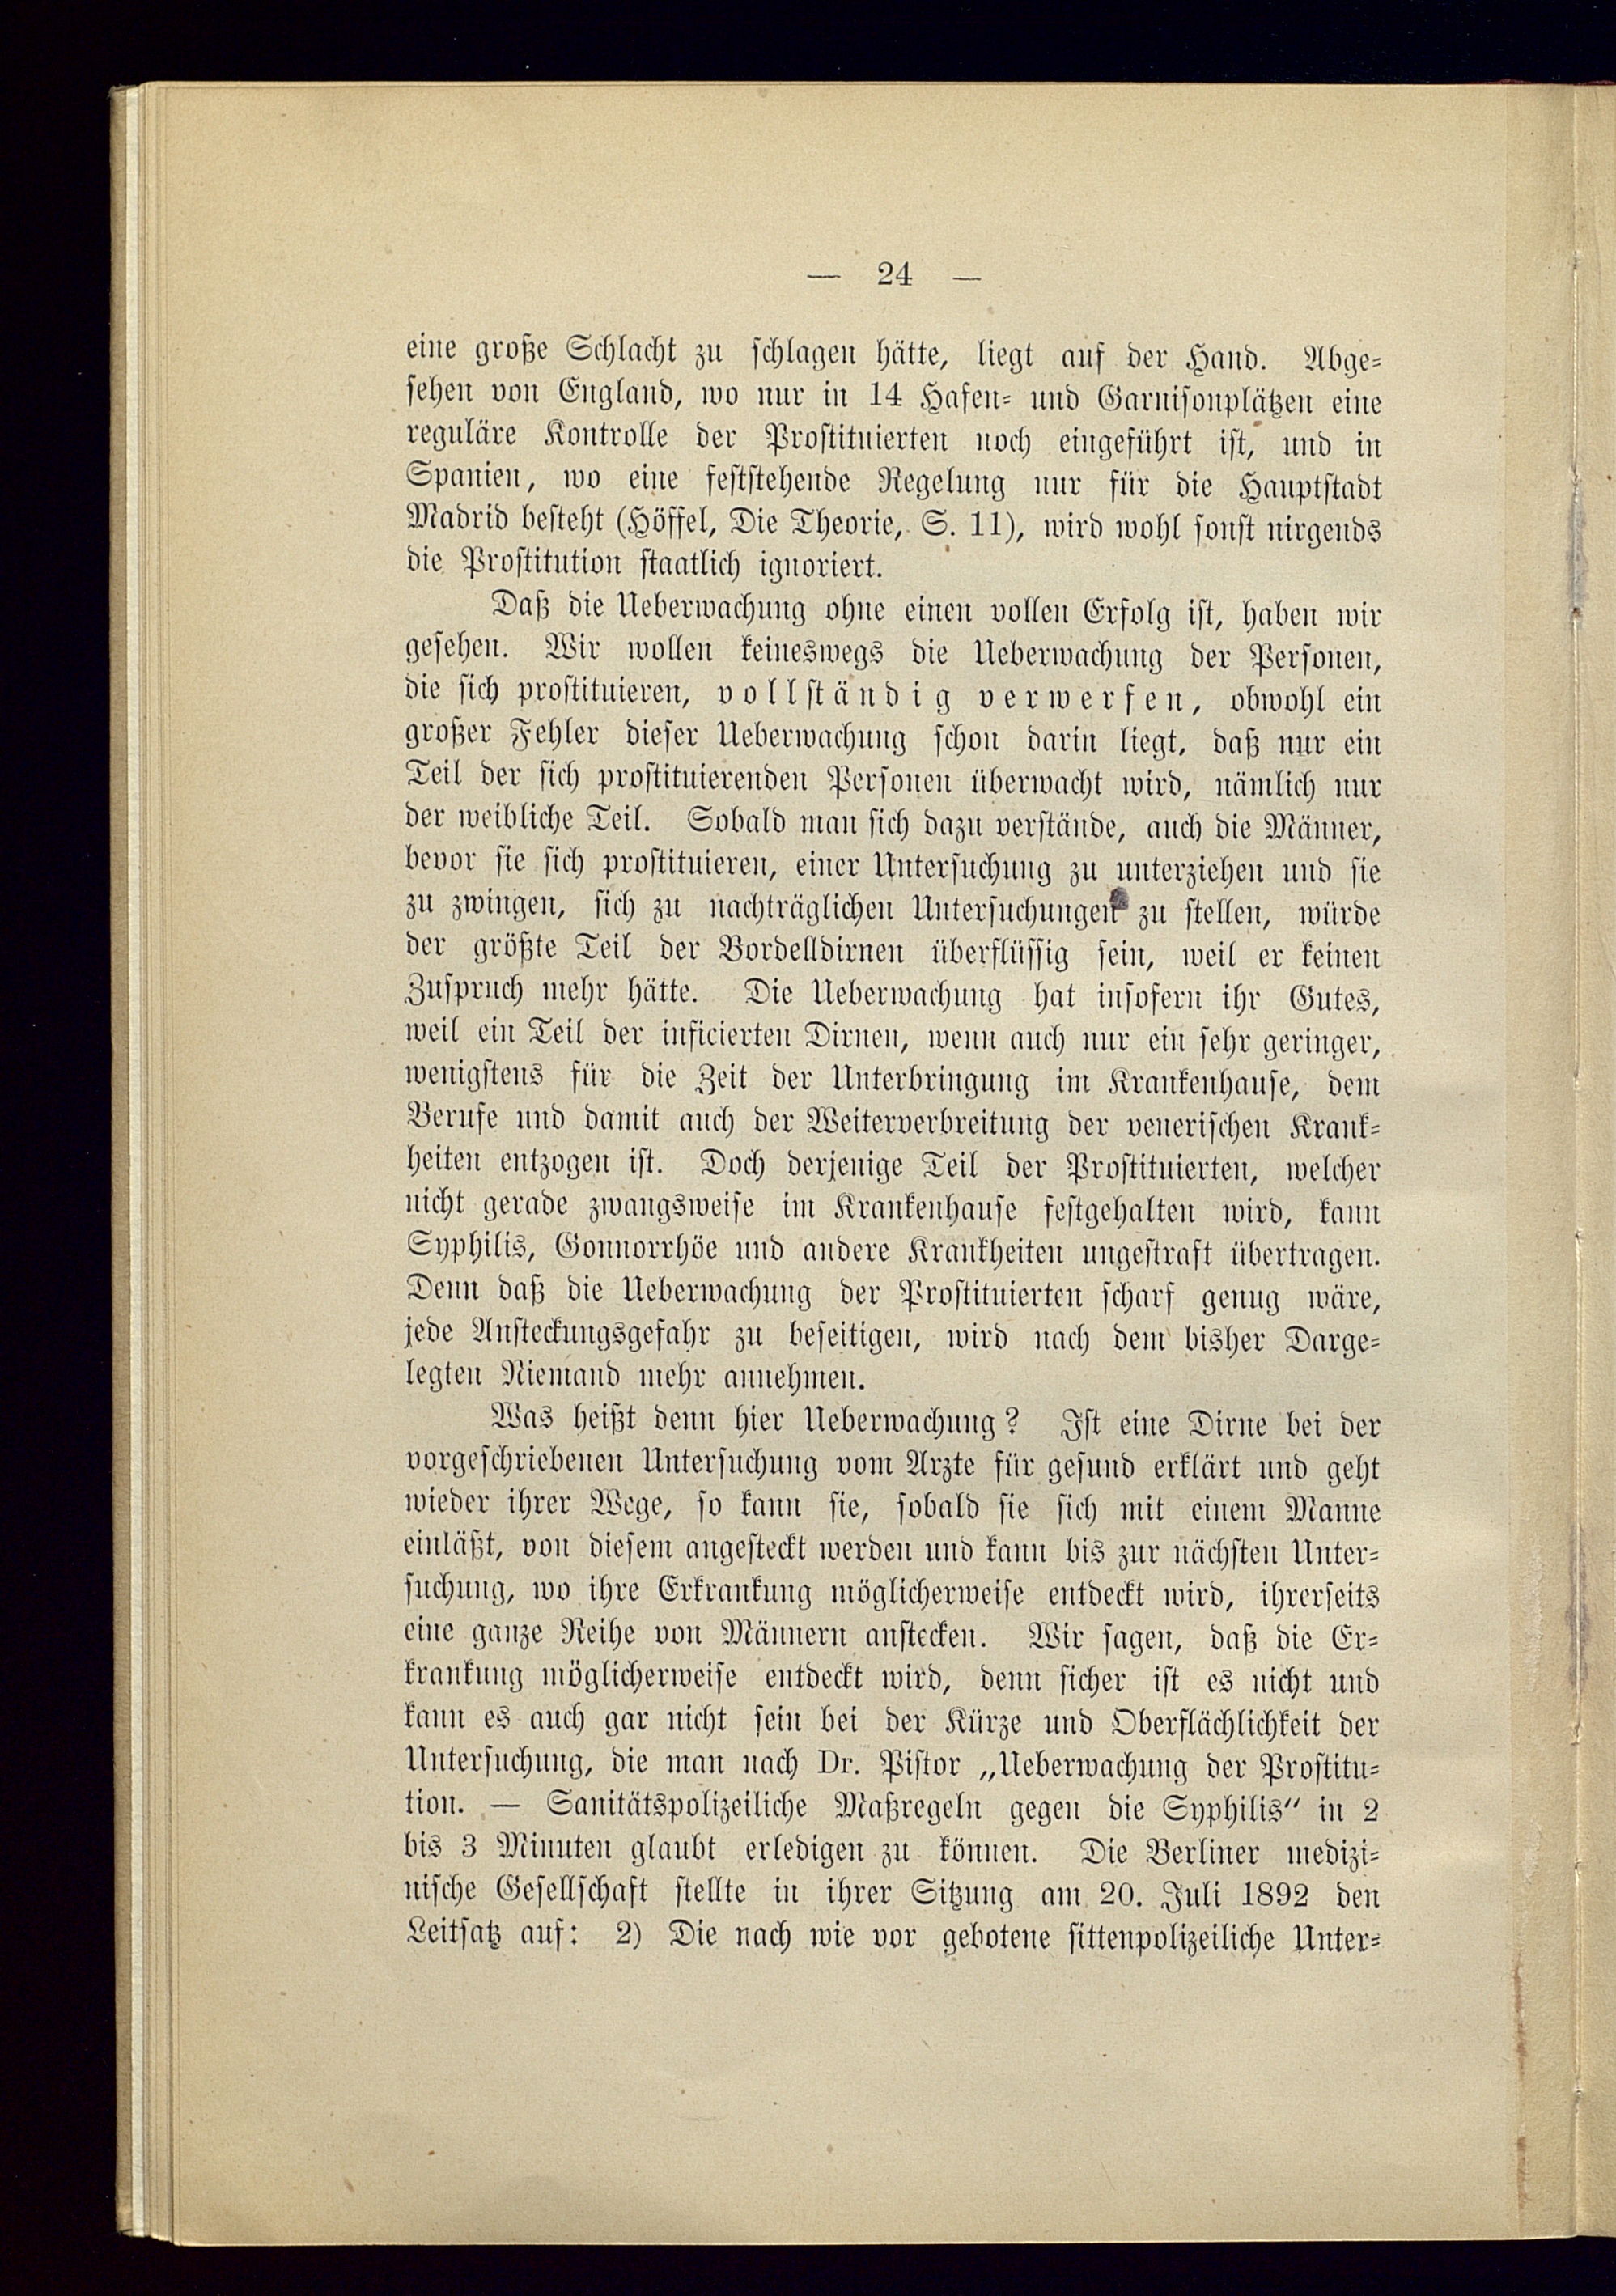 — 24 —
eine große Schlacht zu schlagen hätte, liegt auf der Hand. Abge-
sehen von England, wo nur in 14 Hafen- und Garnisonplätzen eine
reguläre Kontrolle der Prostituierten noch eingeführt ist, und in
Spanien, wo eine feststehende Regelung nur für die Hauptstadt
Madrid besteht (Höffel, Die Theorie, S. 11), wird wohl sonst nirgends
die Prostitution staatlich ignoriert.
Daß die Ueberwachung ohne einen vollen Erfolg ist, haben wir
gesehen. Wir wollen keineswegs die Ueberwachung der Personen,
die sich prostituieren, vollständig verwerfen, obwohl ein
großer Fehler dieser Ueberwachung schon darin liegt, daß nur ein
Teil der sich prostituierenden Personen überwacht wird, nämlich nur
der weibliche Teil. Sobald man sich dazu verstände, auch die Männer,
bevor sie sich prostituieren, einer Untersuchung zu unterziehen und sie
zu zwingen, sich zu nachträglichen Untersuchungen zu stellen, würde
der größte Teil der Bordelldirnen überflüssig sein, weil er keinen
Zuspruch mehr hätte. Die Ueberwachung hat insofern ihr Gutes,
weil ein Teil der inficierten Dirnen, wenn auch nur ein sehr geringer,
wenigstens für die Zeit der Unterbringung im Krankenhause, dem
Berufe und damit auch der Weiterverbreitung der venerischen Krank-
heiten entzogen ist. Doch derjenige Teil der Prostituierten, welcher
nicht gerade zwangsweise im Krankenhause festgehalten wird, kann
Syphilis, Gonnorrhöe und andere Krankheiten ungestraft übertragen.
Denn daß die Ueberwachung der Prostituierten scharf genug wäre,
jede Ansteckungsgefahr zu beseitigen, wird nach dem bisher Darge-
legten Niemand mehr annehmen.
Was heißt denn hier Ueberwachung? Ist eine Dirne bei der
vorgeschriebenen Untersuchung vom Arzte für gesund erklärt und geht
wieder ihrer Wege, so kann sie, sobald sie sich mit einem Manne
einläßt, von diesem angesteckt werden und kann bis zur nächsten Unter-
suchung, wo ihre Erkrankung möglicherweise entdeckt wird, ihrerseits
eine ganze Reihe von Männern anstecken. Wir sagen, daß die Er-
krankung möglicherweise entdeckt wird, denn sicher ist es nicht und
kann es auch gar nicht sein bei der Kürze und Oberflächlichkeit der
Untersuchung, die man nach Dr. Pistor „Ueberwachung der Prostitu-
tion. — Sanitätspolizeiliche Maßregeln gegen die Syphilis“ in 2
bis 3 Minuten glaubt erledigen zu können. Die Berliner medizi-
nische Gesellschaft stellte in ihrer Sitzung am 20. Juli 1892 den
Leitsatz auf: 2) Die nach wie vor gebotene sittenpolizeiliche Unter-